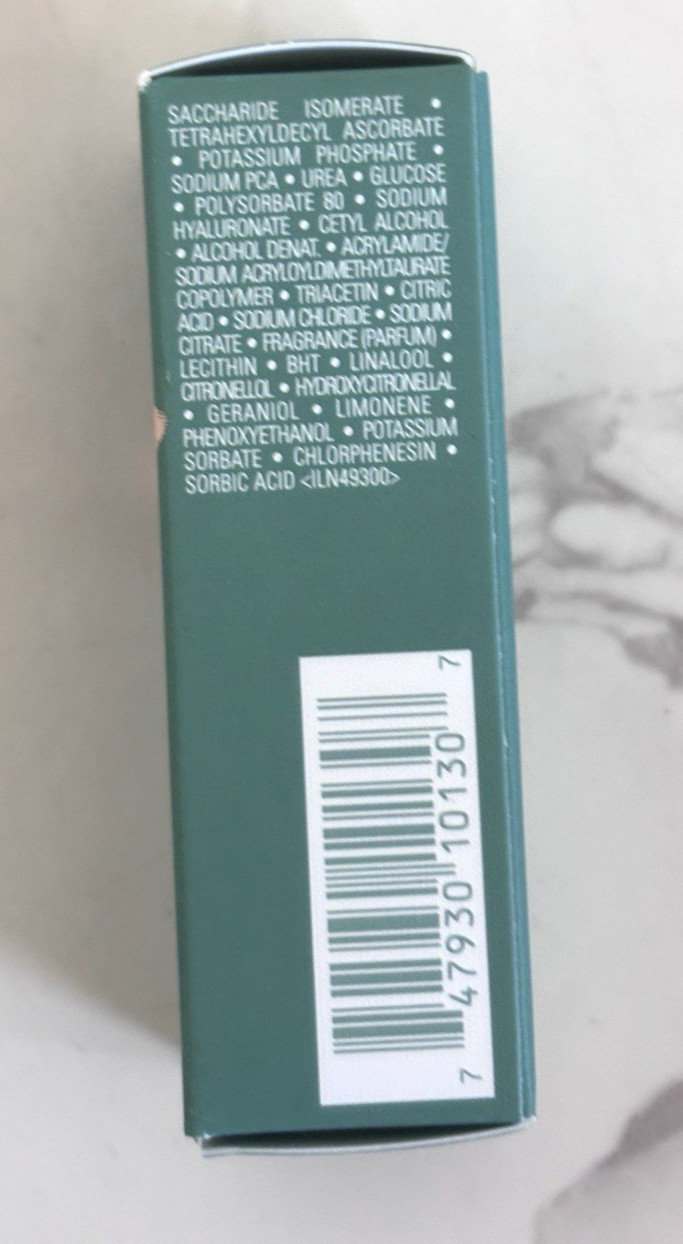 SACCHARIDE ISOMERATE •
TETRAHEXYLDECYL ASCORBATE
• POTASSIUM PHOSPHATE •
SODIUM PCA • UREA • GLUCOSE
• POLYSORBATE 80 • SODIUM
HYALURONATE • CETYL ALCOHOL
• ALCOHOL DENAT. • ACRYLAMIDE/
SODIUM ACRYLOYLDIMETHYLTAURATE
COPOLYMER • TRIACETIN • CITRIC
ACID • SODIUM CHLORIDE • SODIUM
CITRATE • FRAGRANCE (PARFUM) •
LECITHIN • BHT • LINALOOL •
CITRONELLOL • HYDROXYCITRONELLAL
• GERANIOL • LIMONENE •
PHENOXYETHANOL • POTASSIUM
SORBATE • CHLORPHENESIN •
SORBIC ACID <ILN49300>
7 47930 10130 7